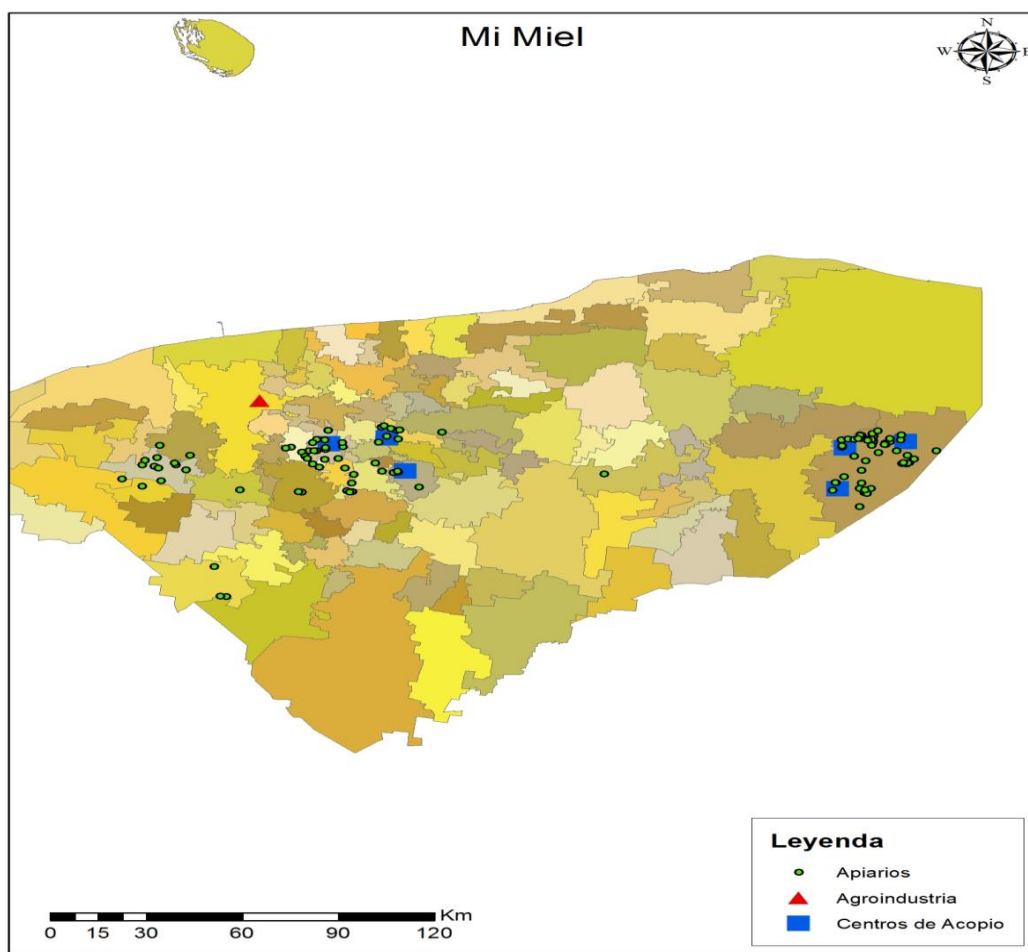 Mi Miel
N
W E
S
Leyenda
Apiarios
Agroindustria
Centros de Acopio
Km
0 15 30 60 90 120